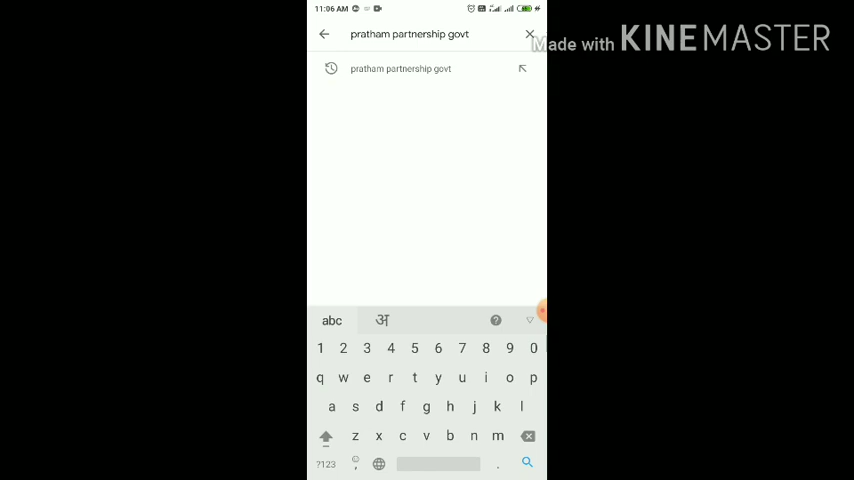 11:06 AM
pratham partnership govt
Made with KINEMASTER
pratham partnership govt
abc अ ?
1 2 3 4 5 6 7 8 9 0
q w e r t y u i o p
a s d f g h j k l
z x c v b n m
?123 , .